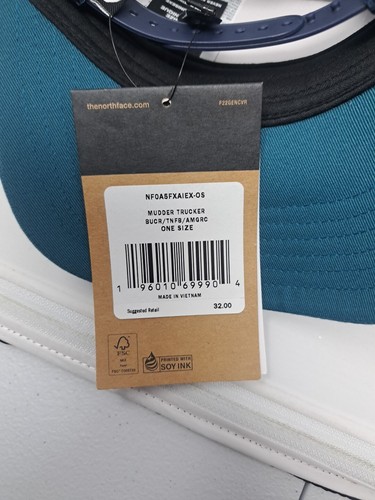 thenorthface.com
F22GENCVR
NF0A5FXAIEX-OS
MUDDER TRUCKER
BUCR/TNFB/AMGRC
ONE SIZE
1 96010 69990 4
MADE IN VIETNAM
Suggested Retail
32.00
FSC
PRINTED WITH
SOY INK